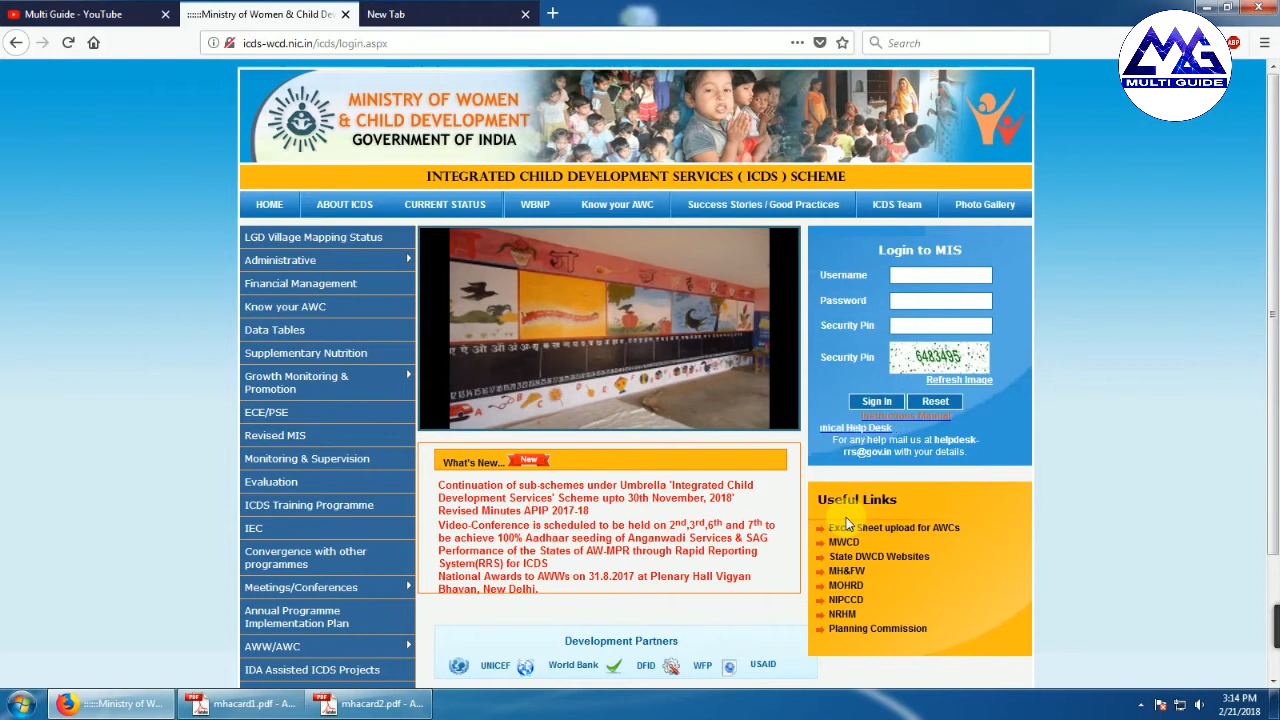 Multi Guide - YouTube
:::::Ministry of Women & Child De
New Tab
icds-wcd.nic.in/icds/login.aspx
Search
ABP
MG
MULTI GUIDE
MINISTRY OF WOMEN
& CHILD DEVELOPMENT
GOVERNMENT OF INDIA
INTEGRATED CHILD DEVELOPMENT SERVICES ( ICDS ) SCHEME
HOME
ABOUT ICDS
CURRENT STATUS
WBNP
Know your AWC
Success Stories / Good Practices
ICDS Team
Photo Gallery
LGD Village Mapping Status
Administrative
Financial Management
Know your AWC
Data Tables
Supplementary Nutrition
Growth Monitoring &
Promotion
ECE/PSE
Revised MIS
Monitoring & Supervision
Evaluation
ICDS Training Programme
IEC
Convergence with other
programmes
Meetings/Conferences
Annual Programme
Implementation Plan
AWW/AWC
IDA Assisted ICDS Projects
What's New...
New
Continuation of sub-schemes under Umbrella 'Integrated Child
Development Services' Scheme upto 30th November, 2018'
Revised Minutes APIP 2017-18
Video-Conference is scheduled to be held on 2nd,3rd,6th and 7th to
be achieve 100% Aadhaar seeding of Anganwadi Services & SAG
Performance of the States of AW-MPR through Rapid Reporting
System(RRS) for ICDS
National Awards to AWWs on 31.8.2017 at Plenary Hall Vigyan
Bhavan, New Delhi.
Development Partners
UNICEF
World Bank
DFID
WFP
USAID
Login to MIS
Username
Password
Security Pin
Security Pin
6483495
Refresh Image
Sign In
Reset
Instructions Manual
nical Help Desk
For any help mail us at helpdesk-
rrs@gov.in with your details.
Useful Links
Excel Sheet upload for AWCs
MWCD
State DWCD Websites
MH&FW
MOHRD
NIPCCD
NRHM
Planning Commission
:::::Ministry of W...
mhacard1.pdf - A...
mhacard2.pdf - A...
3:14 PM
2/21/2018